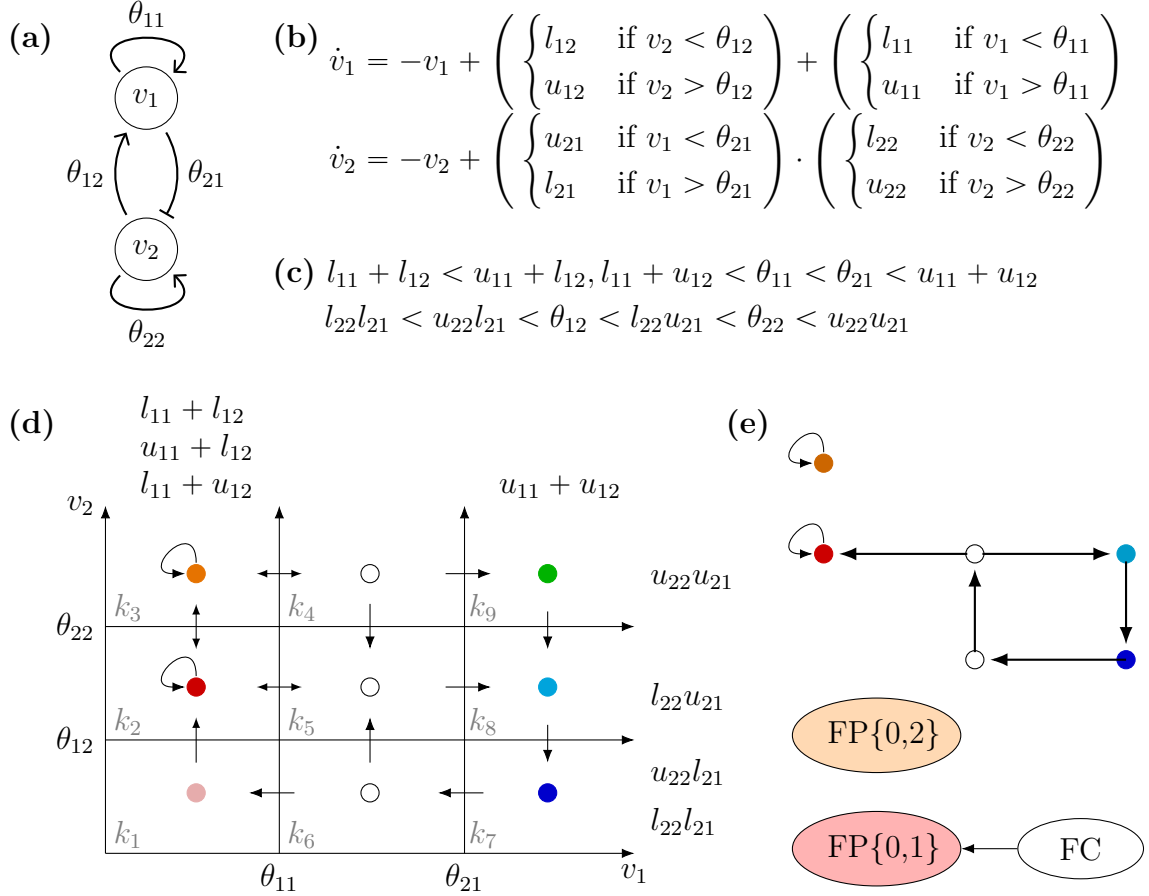 (a)
θ₁₁
v₁
θ₁₂
θ₂₁
v₂
θ₂₂
(b)
v̇₁ = −v₁ + ( { l₁₂ if v₂ < θ₁₂ ) + ( { l₁₁ if v₁ < θ₁₁ )
u₁₂ if v₂ > θ₁₂ u₁₁ if v₁ > θ₁₁
v̇₂ = −v₂ + ( { u₂₁ if v₁ < θ₂₁ ) · ( { l₂₂ if v₂ < θ₂₂ )
l₂₁ if v₁ > θ₂₁ u₂₂ if v₂ > θ₂₂
(c) l₁₁ + l₁₂ < u₁₁ + l₁₂, l₁₁ + u₁₂ < θ₁₁ < θ₂₁ < u₁₁ + u₁₂
l₂₂l₂₁ < u₂₂l₂₁ < θ₁₂ < l₂₂u₂₁ < θ₂₂ < u₂₂u₂₁
(d)
l₁₁ + l₁₂
u₁₁ + l₁₂
l₁₁ + u₁₂
u₁₁ + u₁₂
v₂
u₂₂u₂₁
k₃ k₄ k₉
θ₂₂
l₂₂u₂₁
k₂ k₅ k₈
θ₁₂
u₂₂l₂₁
l₂₂l₂₁
k₁ k₆ k₇
θ₁₁ θ₂₁ v₁
(e)
FP{0,2}
FP{0,1}
FC